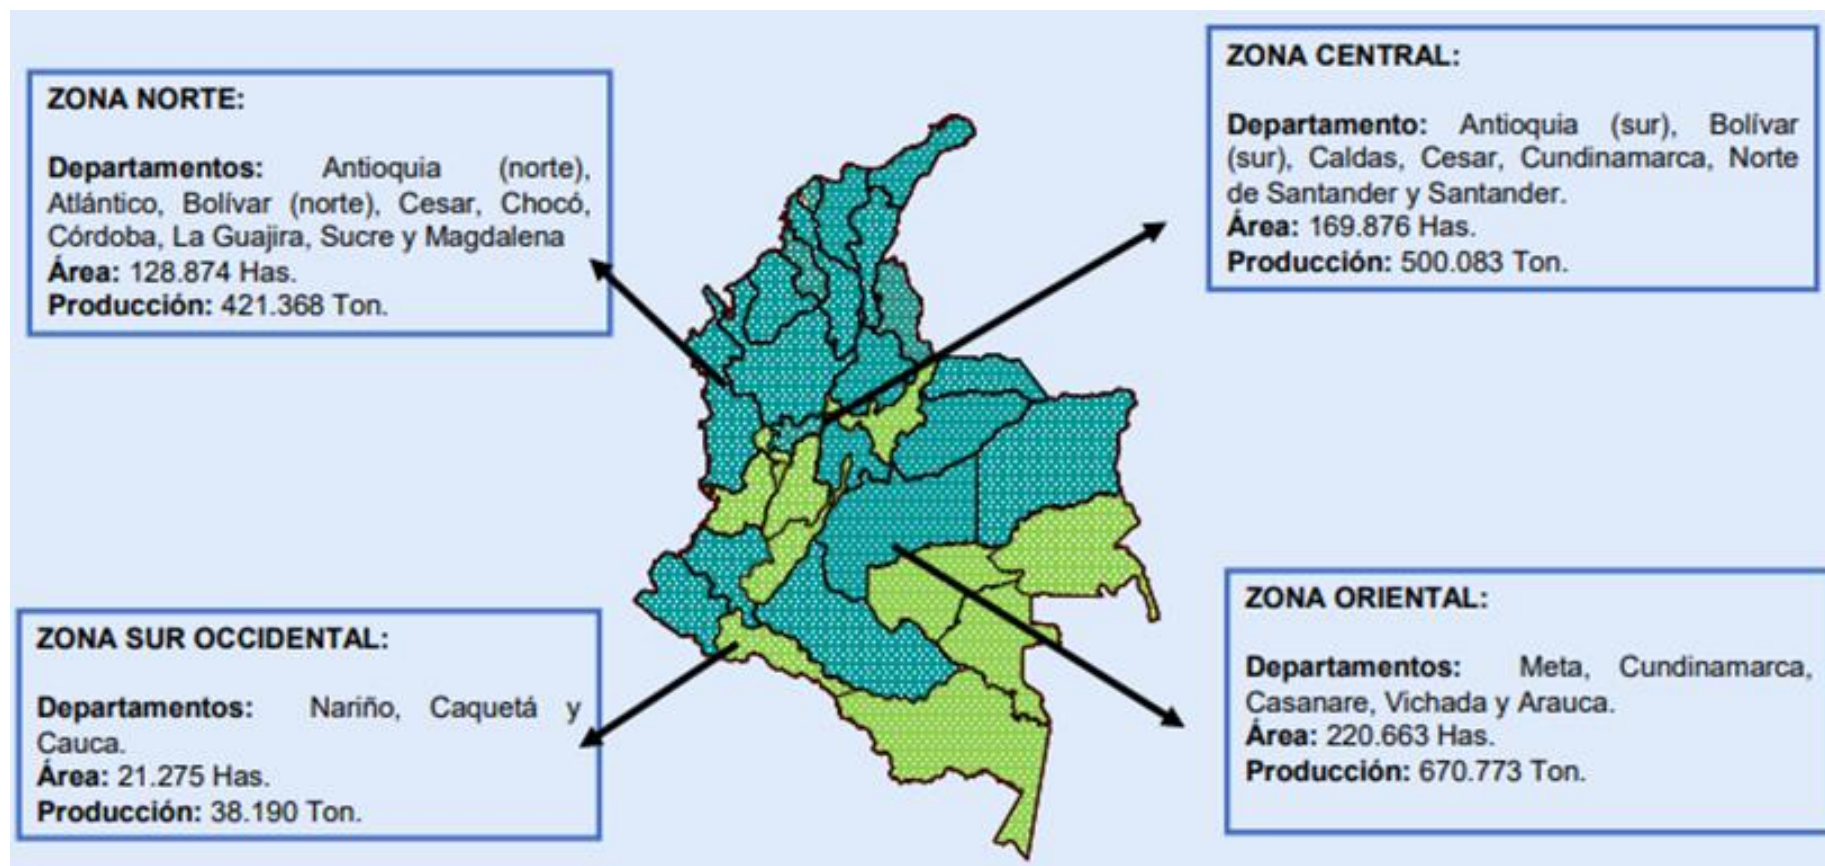 ZONA NORTE:
Departamentos: Antioquia (norte),
Atlántico, Bolívar (norte), Cesar, Chocó,
Córdoba, La Guajira, Sucre y Magdalena
Área: 128.874 Has.
Producción: 421.368 Ton.
ZONA CENTRAL:
Departamento: Antioquia (sur), Bolívar
(sur), Caldas, Cesar, Cundinamarca, Norte
de Santander y Santander.
Área: 169.876 Has.
Producción: 500.083 Ton.
ZONA SUR OCCIDENTAL:
Departamentos: Nariño, Caquetá y
Cauca.
Área: 21.275 Has.
Producción: 38.190 Ton.
ZONA ORIENTAL:
Departamentos: Meta, Cundinamarca,
Casanare, Vichada y Arauca.
Área: 220.663 Has.
Producción: 670.773 Ton.